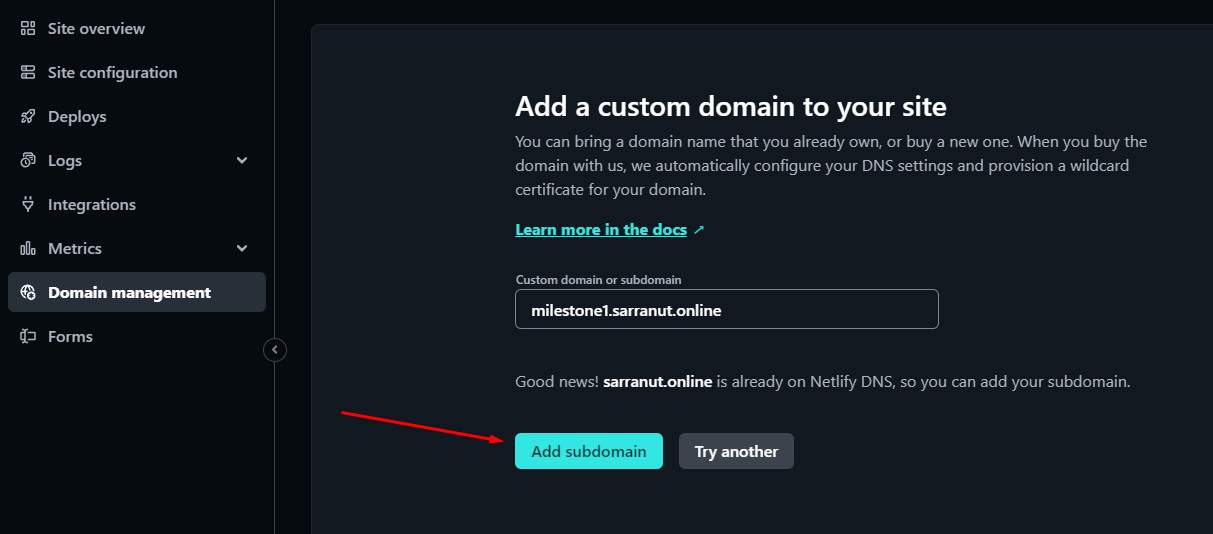 Site overview
Site configuration
Deploys
Logs
Integrations
Metrics
Domain management
Forms
Add a custom domain to your site
You can bring a domain name that you already own, or buy a new one. When you buy the
domain with us, we automatically configure your DNS settings and provision a wildcard
certificate for your domain.
Learn more in the docs ↗
Custom domain or subdomain
milestone1.sarranut.online
Good news! sarranut.online is already on Netlify DNS, so you can add your subdomain.
Add subdomain
Try another